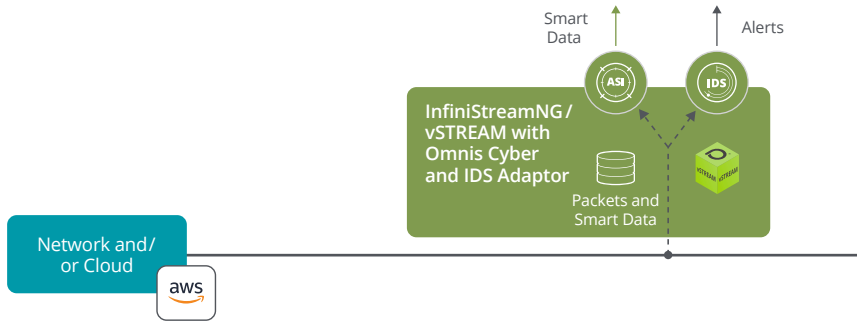 Smart
Data
Alerts
ASI
IDS
InfiniStreamNG/
vSTREAM with
Omnis Cyber
and IDS Adaptor
vSTREAM vSTREAM
Packets and
Smart Data
Network and/
or Cloud
aws